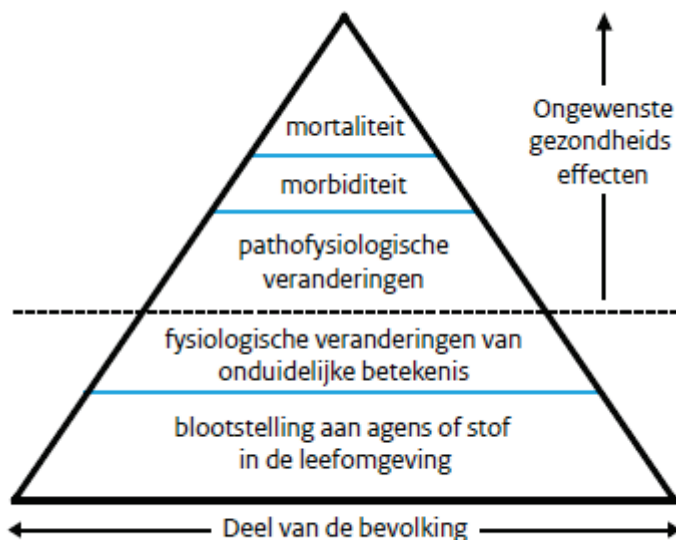 mortaliteit
morbiditeit
pathofysiologische
veranderingen
fysiologische veranderingen van
onduidelijke betekenis
blootstelling aan agens of stof
in de leefomgeving
Deel van de bevolking
Ongewenste
gezondheids
effecten